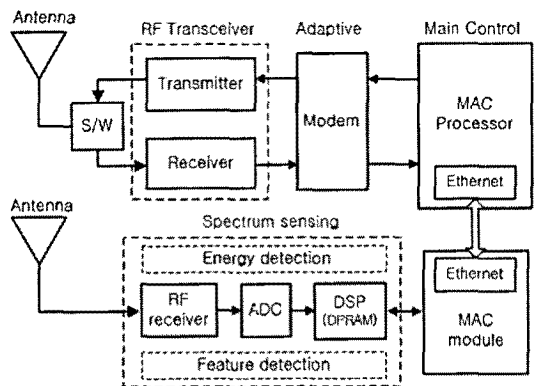 Antenna
RF Transceiver
Adaptive
Main Control
Transmitter
S/W
Receiver
Modem
MAC
Processor
Ethernet
Antenna
Spectrum sensing
Energy detection
RF
receiver
ADC
DSP
(DPRAM)
Feature detection
Ethernet
MAC
module